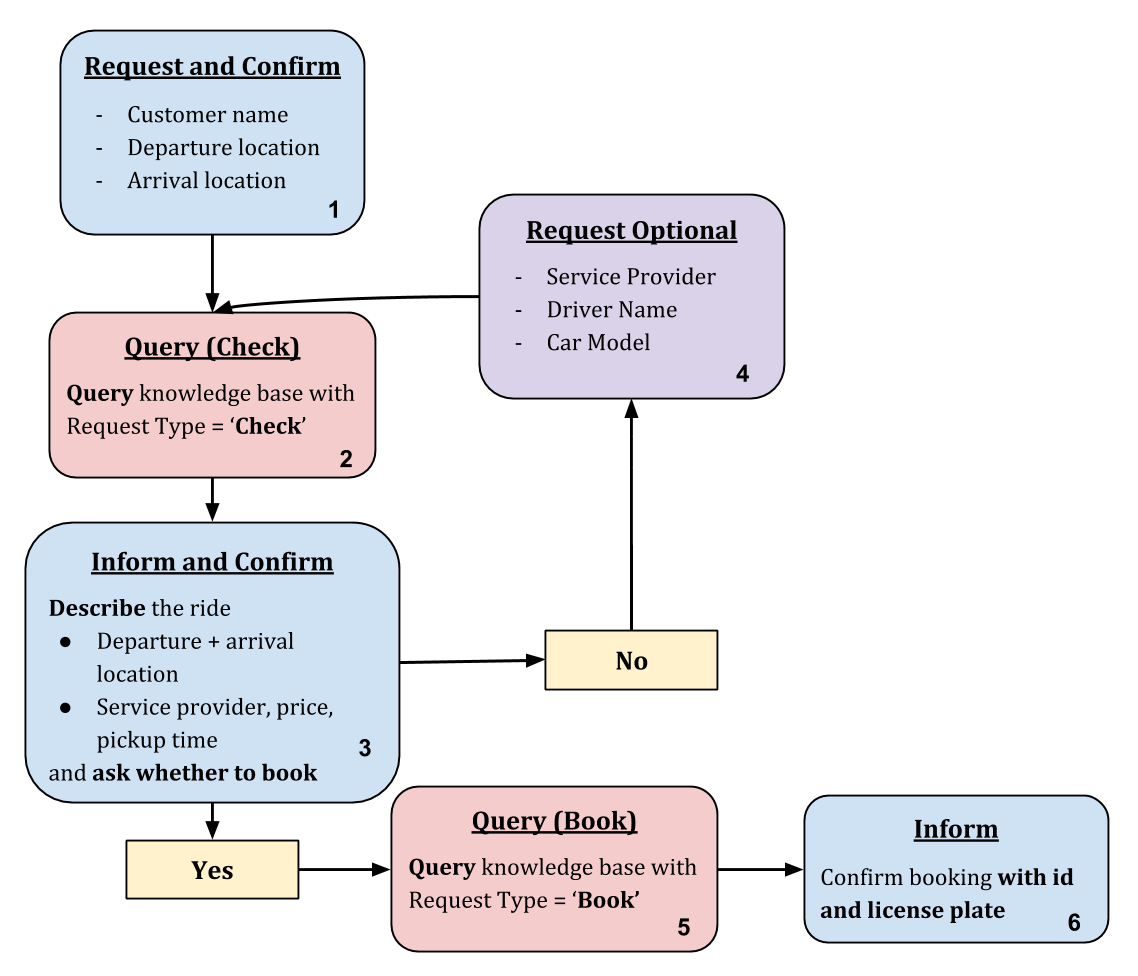 Request and Confirm
- Customer name
- Departure location
- Arrival location
1
Query (Check)
Query knowledge base with
Request Type = ‘Check’
2
Inform and Confirm
Describe the ride
● Departure + arrival
location
● Service provider, price,
pickup time
and ask whether to book
3
No
Request Optional
- Service Provider
- Driver Name
- Car Model
4
Yes
Query (Book)
Query knowledge base with
Request Type = ‘Book’
5
Inform
Confirm booking with id
and license plate
6